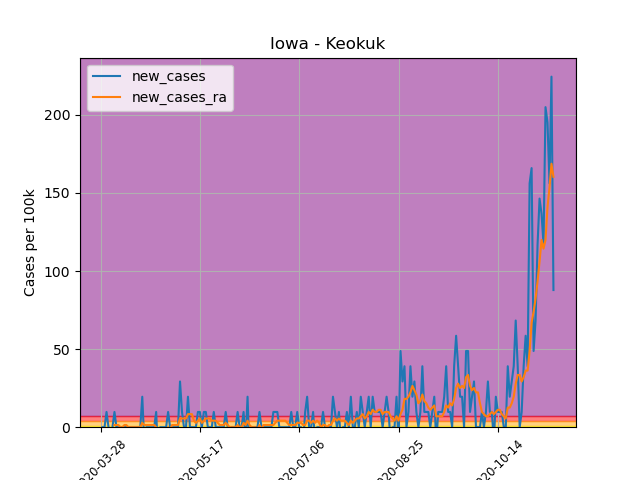 Iowa - Keokuk
new_cases
new_cases_ra
Cases per 100k
200
150
100
50
0
020-03-28
020-05-17
020-07-06
020-08-25
020-10-14